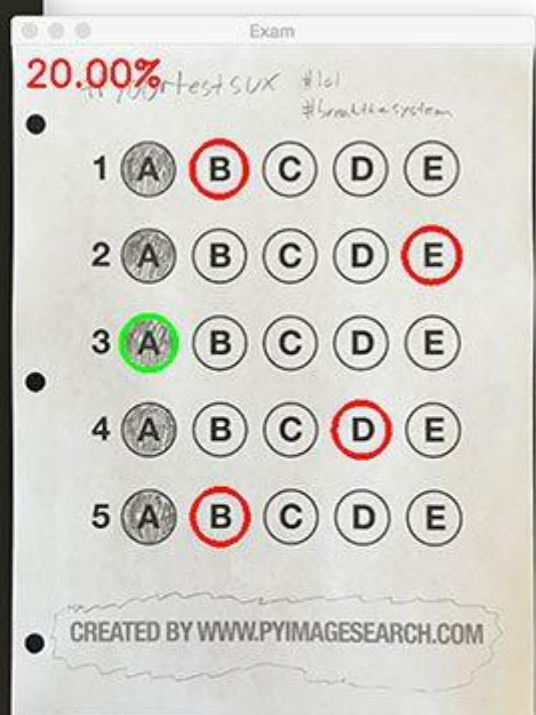 Exam
20.00%
#yourtestsux #lol
#breakthesystem
1 A B C D E
2 A B C D E
3 A B C D E
4 A B C D E
5 A B C D E
CREATED BY WWW.PYIMAGESEARCH.COM